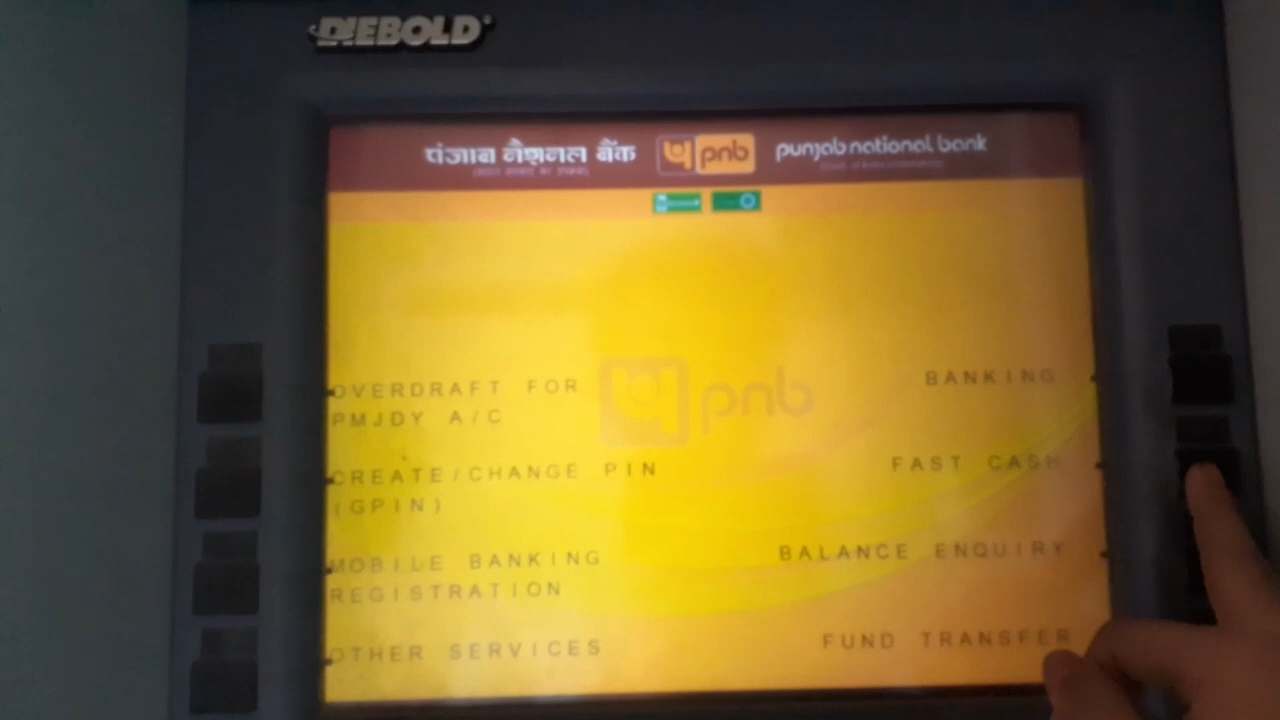 DIEBOLD
पंजाब नैशनल बैंक
pnb
punjab national bank
pnb
OVERDRAFT FOR
PMJDY A/C
BANKING
CREATE/CHANGE PIN
(GPIN)
FAST CASH
MOBILE BANKING
REGISTRATION
BALANCE ENQUIRY
OTHER SERVICES
FUND TRANSFER